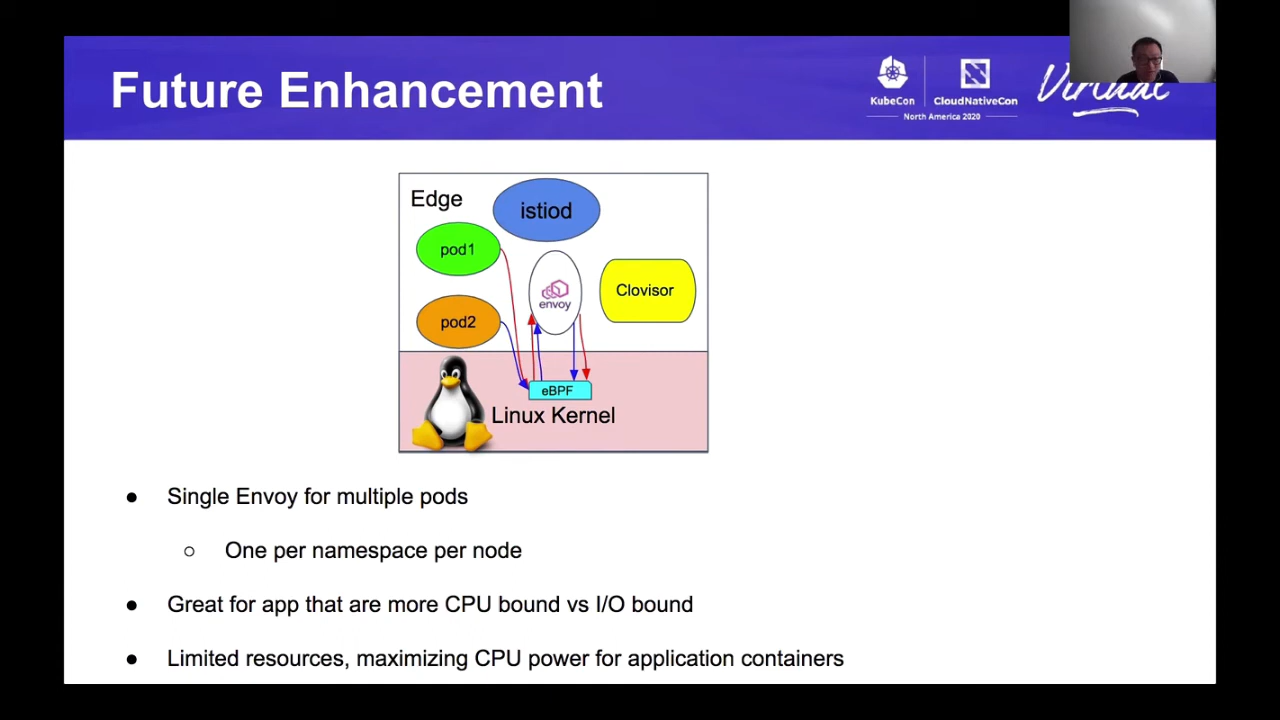 Future Enhancement
KubeCon
CloudNativeCon
North America 2020
Virtual
Edge
istiod
pod1
envoy
Clovisor
pod2
eBPF
Linux Kernel
● Single Envoy for multiple pods
○ One per namespace per node
● Great for app that are more CPU bound vs I/O bound
● Limited resources, maximizing CPU power for application containers